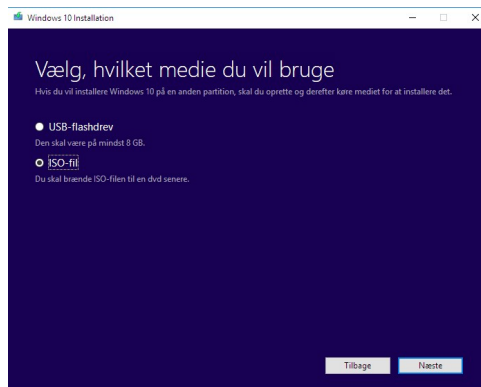 Windows 10 Installation
Vælg, hvilket medie du vil bruge
Hvis du vil installere Windows 10 på en anden partition, skal du oprette og derefter køre mediet for at installere det.
USB-flashdrev
Den skal være på mindst 8 GB.
ISO-fil
Du skal brænde ISO-filen til en dvd senere.
Tilbage
Næste